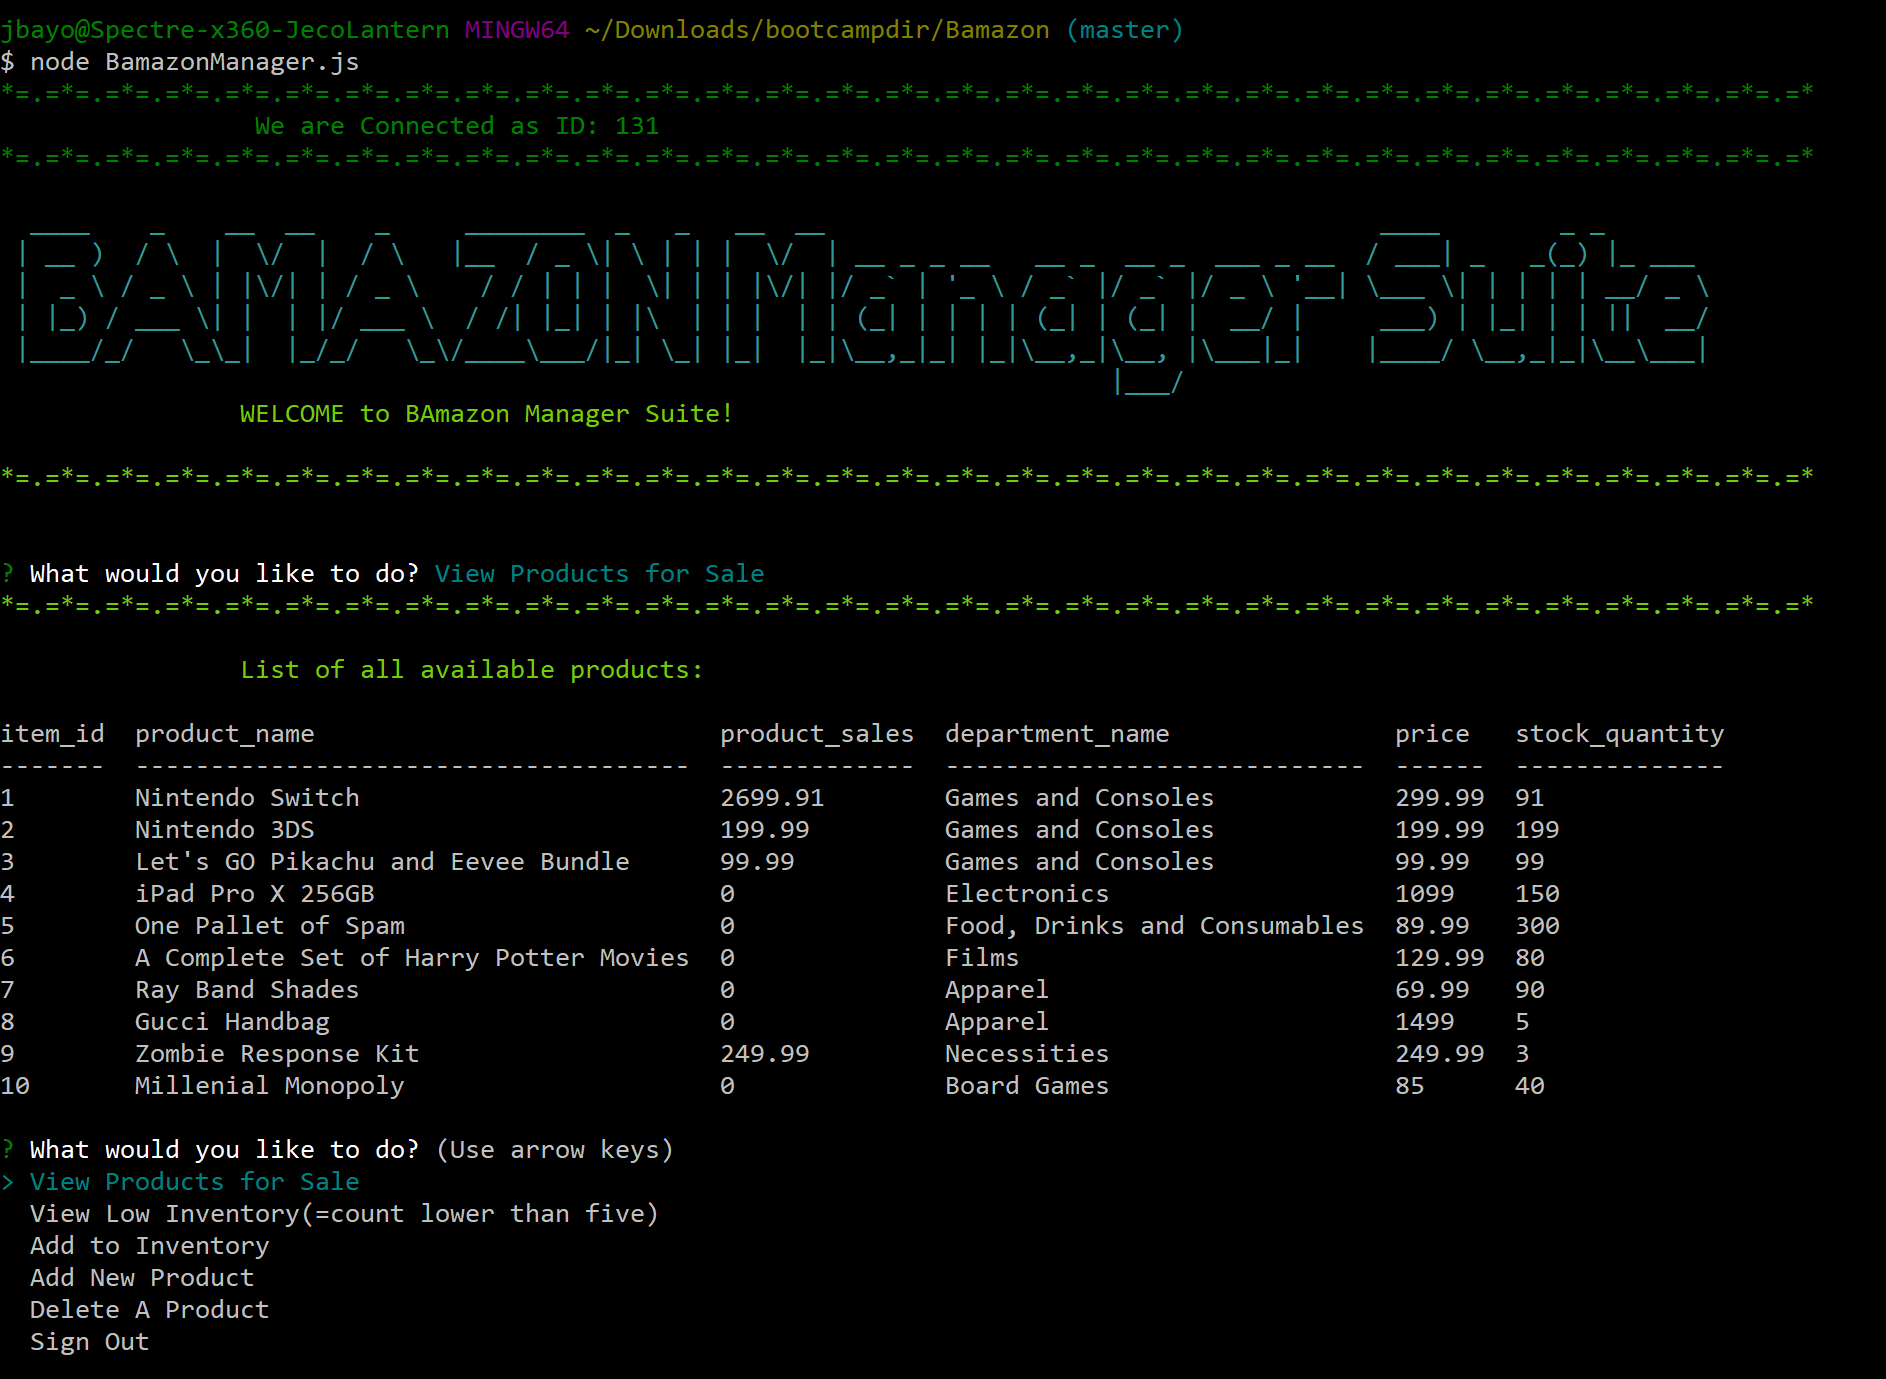 jbayo@Spectre-x360-JecoLantern MINGW64 ~/Downloads/bootcampdir/Bamazon (master)
$ node BamazonManager.js
*=.=*=.=*=.=*=.=*=.=*=.=*=.=*=.=*=.=*=.=*=.=*=.=*=.=*=.=*=.=*=.=*=.=*=.=*=.=*=.=*=.=*=.=*=.=*=.=*=.=*=.=*=.=*=.=*=.=*=.=*
We are Connected as ID: 131
*=.=*=.=*=.=*=.=*=.=*=.=*=.=*=.=*=.=*=.=*=.=*=.=*=.=*=.=*=.=*=.=*=.=*=.=*=.=*=.=*=.=*=.=*=.=*=.=*=.=*=.=*=.=*=.=*=.=*=.=*
BAMAZON Manager Suite
WELCOME to BAmazon Manager Suite!
*=.=*=.=*=.=*=.=*=.=*=.=*=.=*=.=*=.=*=.=*=.=*=.=*=.=*=.=*=.=*=.=*=.=*=.=*=.=*=.=*=.=*=.=*=.=*=.=*=.=*=.=*=.=*=.=*=.=*=.=*
? What would you like to do? View Products for Sale
*=.=*=.=*=.=*=.=*=.=*=.=*=.=*=.=*=.=*=.=*=.=*=.=*=.=*=.=*=.=*=.=*=.=*=.=*=.=*=.=*=.=*=.=*=.=*=.=*=.=*=.=*=.=*=.=*=.=*=.=*
List of all available products:
item_id  product_name                           product_sales  department_name                price   stock_quantity
-------  -------------------------------------  -------------  ----------------------------  ------  --------------
1        Nintendo Switch                        2699.91        Games and Consoles            299.99  91
2        Nintendo 3DS                           199.99         Games and Consoles            199.99  199
3        Let's GO Pikachu and Eevee Bundle      99.99          Games and Consoles            99.99   99
4        iPad Pro X 256GB                       0              Electronics                   1099    150
5        One Pallet of Spam                     0              Food, Drinks and Consumables  89.99   300
6        A Complete Set of Harry Potter Movies  0              Films                         129.99  80
7        Ray Band Shades                        0              Apparel                       69.99   90
8        Gucci Handbag                          0              Apparel                       1499    5
9        Zombie Response Kit                    249.99         Necessities                   249.99  3
10       Millenial Monopoly                     0              Board Games                   85      40
? What would you like to do? (Use arrow keys)
> View Products for Sale
View Low Inventory(=count lower than five)
Add to Inventory
Add New Product
Delete A Product
Sign Out